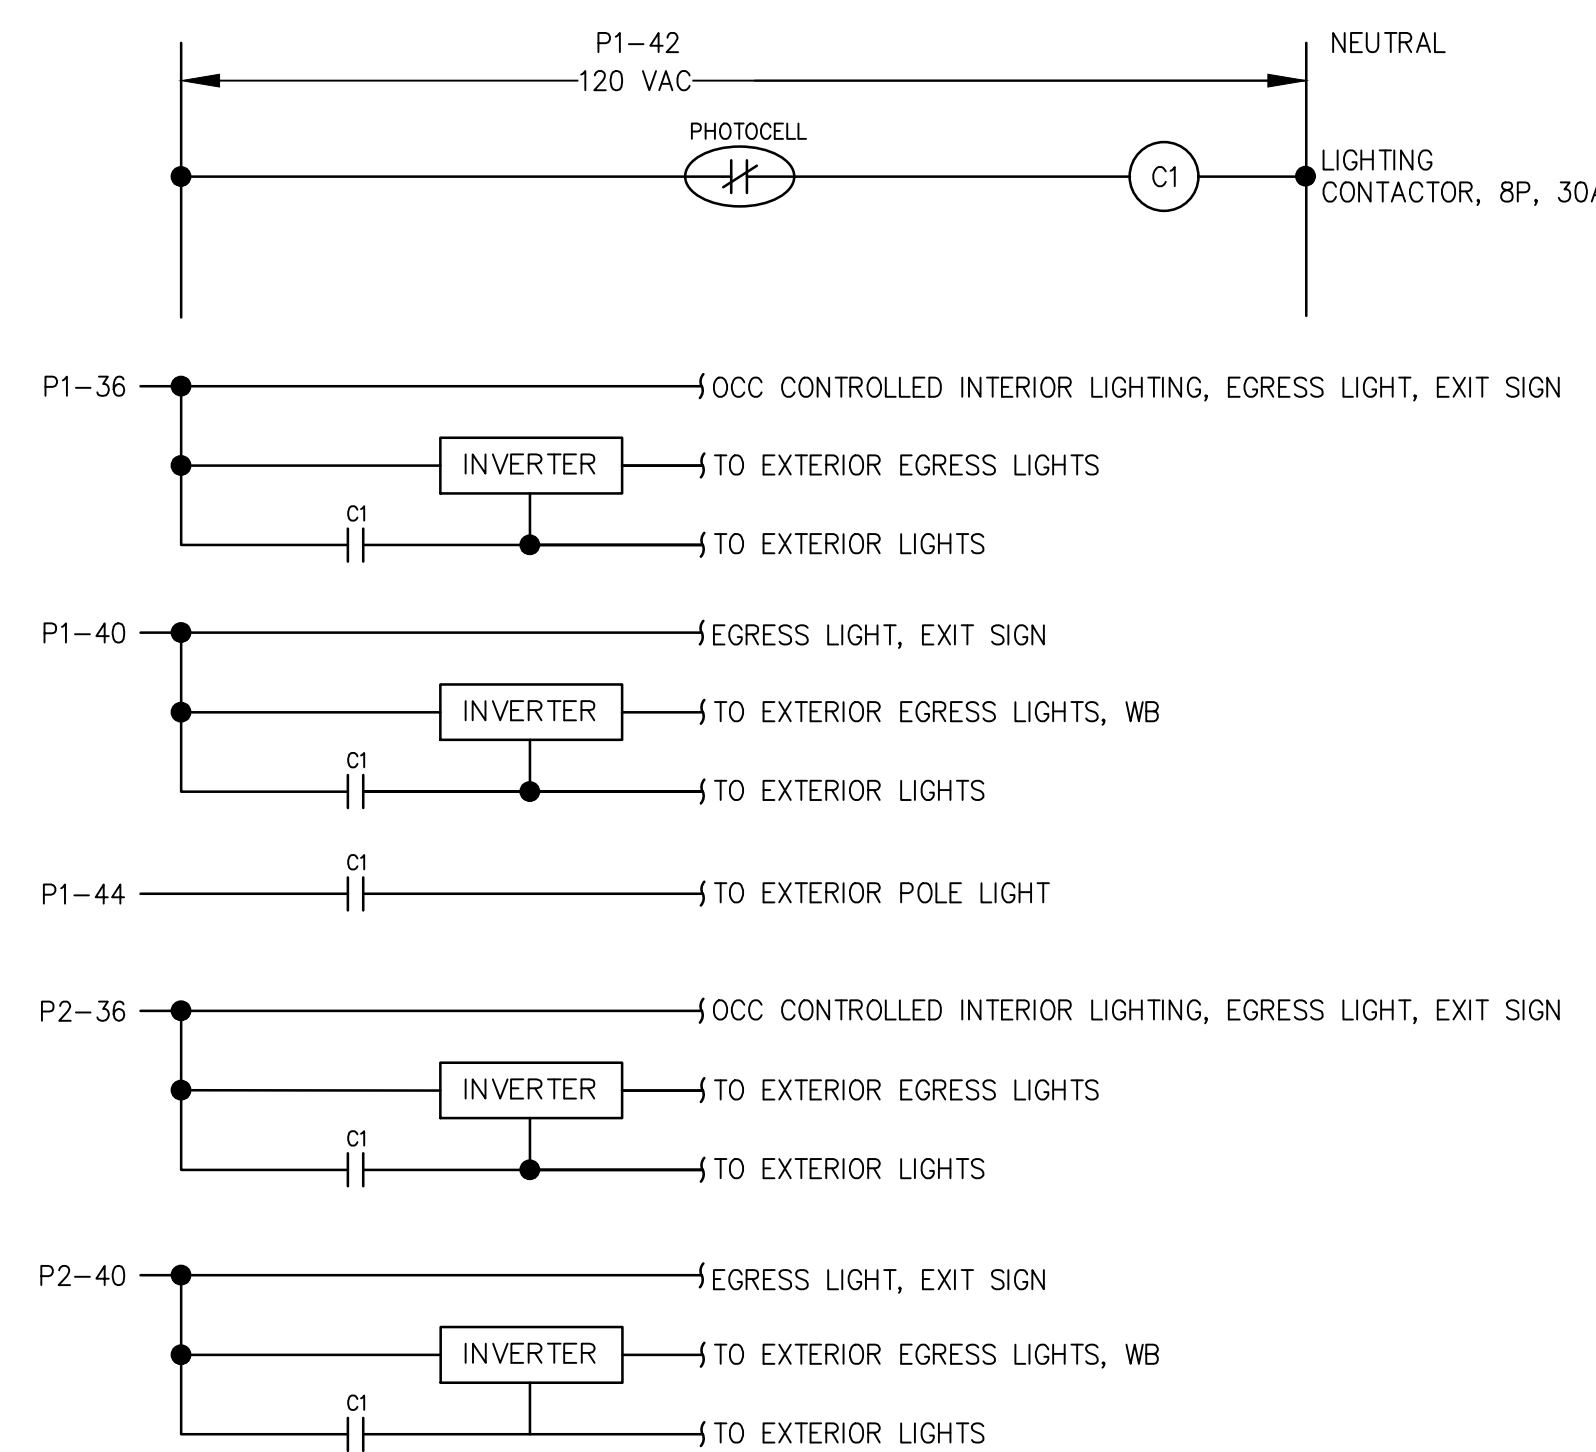 P1-42
NEUTRAL
120 VAC
PHOTOCELL
C1
LIGHTING
CONTACTOR, 8P, 30A
P1-36
OCC CONTROLLED INTERIOR LIGHTING, EGRESS LIGHT, EXIT SIGN
INVERTER
TO EXTERIOR EGRESS LIGHTS
C1
TO EXTERIOR LIGHTS
P1-40
EGRESS LIGHT, EXIT SIGN
INVERTER
TO EXTERIOR EGRESS LIGHTS, WB
C1
TO EXTERIOR LIGHTS
C1
P1-44
TO EXTERIOR POLE LIGHT
P2-36
OCC CONTROLLED INTERIOR LIGHTING, EGRESS LIGHT, EXIT SIGN
INVERTER
TO EXTERIOR EGRESS LIGHTS
C1
TO EXTERIOR LIGHTS
P2-40
EGRESS LIGHT, EXIT SIGN
INVERTER
TO EXTERIOR EGRESS LIGHTS, WB
C1
TO EXTERIOR LIGHTS